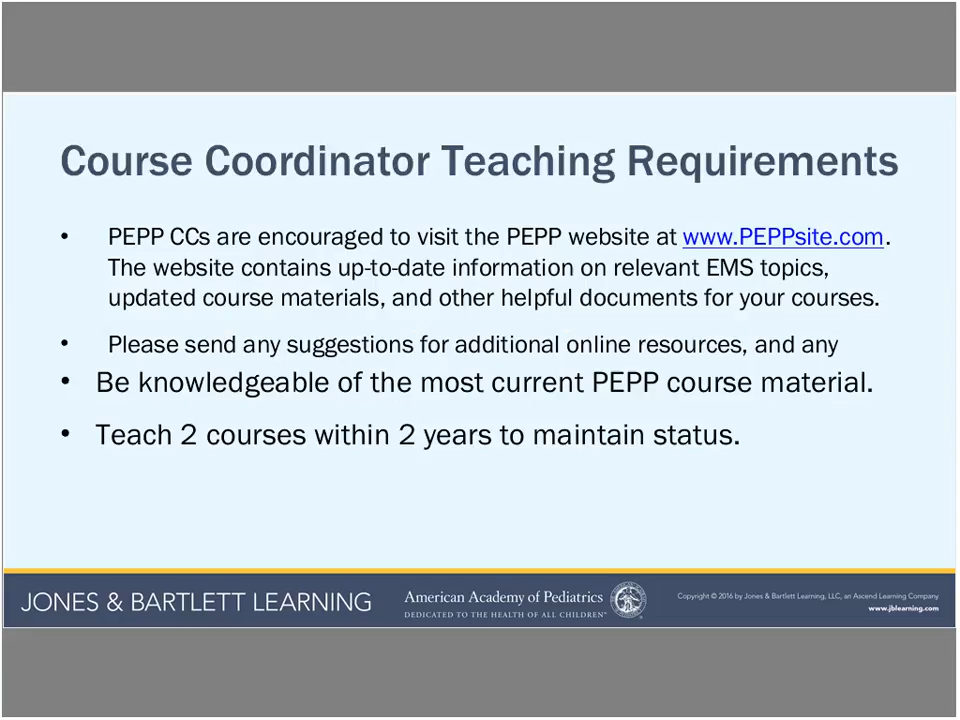 Course Coordinator Teaching Requirements
• PEPP CCs are encouraged to visit the PEPP website at www.PEPPsite.com.
The website contains up-to-date information on relevant EMS topics,
updated course materials, and other helpful documents for your courses.
• Please send any suggestions for additional online resources, and any
• Be knowledgeable of the most current PEPP course material.
• Teach 2 courses within 2 years to maintain status.
JONES & BARTLETT LEARNING
American Academy of Pediatrics
DEDICATED TO THE HEALTH OF ALL CHILDREN™
Copyright © 2016 by Jones & Bartlett Learning, LLC, an Ascend Learning Company
www.jblearning.com